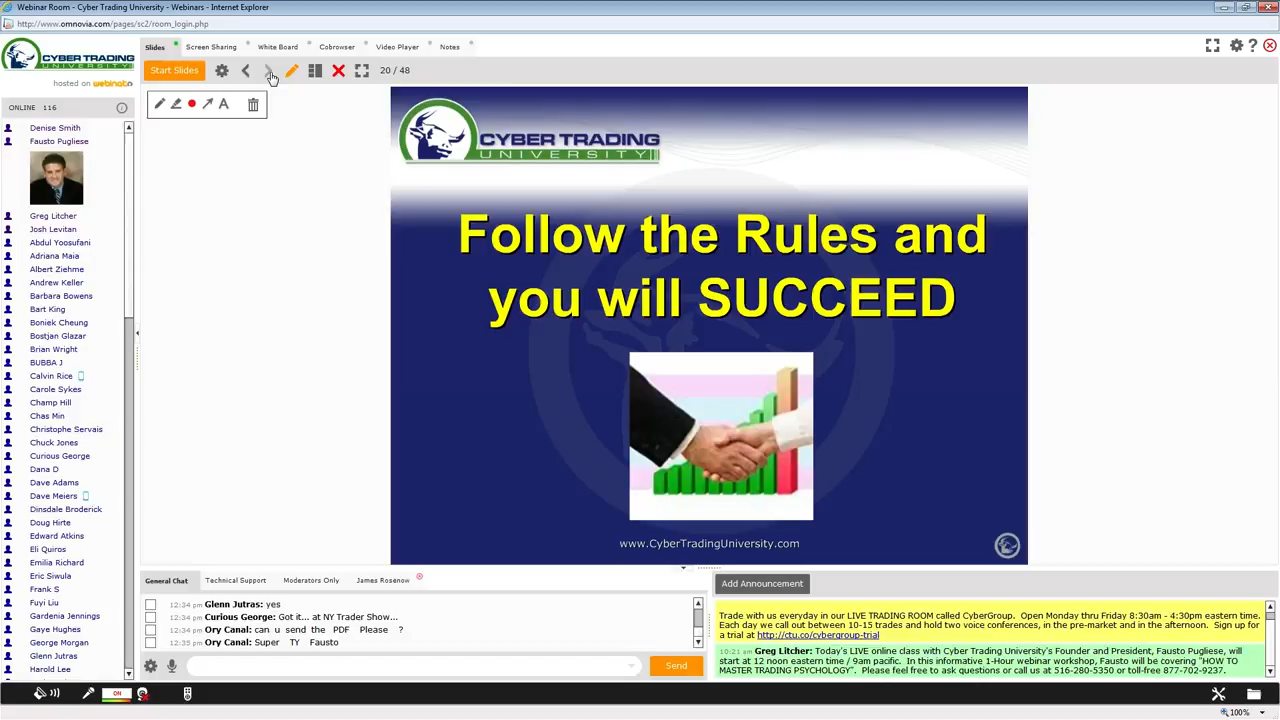 Webinar Room - Cyber Trading University - Webinars - Internet Explorer
http://www.omnovia.com/pages/sc2/room_login.php
CYBER TRADING
UNIVERSITY
hosted on webinato
Slides
Screen Sharing
White Board
Cobrowser
Video Player
Notes
Start Slides
20 / 48
A
ONLINE 116
Denise Smith
Fausto Pugliese
Greg Litcher
Josh Levitan
Abdul Yoosufani
Adriana Maia
Albert Ziehme
Andrew Keller
Barbara Bowens
Bart King
Boniek Cheung
Bostjan Glazar
Brian Wright
BUBBA J
Calvin Rice
Carole Sykes
Champ Hill
Chas Min
Christophe Servais
Chuck Jones
Curious George
Dana D
Dave Adams
Dave Meiers
Dinsdale Broderick
Doug Hirte
Edward Atkins
Eli Quiros
Emilia Richard
Eric Siwula
Frank S
Fuyi Liu
Gardenia Jennings
Gaye Hughes
George Morgan
Glenn Jutras
Harold Lee
CYBER TRADING
UNIVERSITY
Follow the Rules and
you will SUCCEED
www.CyberTradingUniversity.com
General Chat
Technical Support
Moderators Only
James Rosenow
12:34 pm Glenn Jutras: yes
12:34 pm Curious George: Got it... at NY Trader Show...
12:34 pm Ory Canal: can u send the PDF Please ?
12:35 pm Ory Canal: Super TY Fausto
Send
Add Announcement
Trade with us everyday in our LIVE TRADING ROOM called CyberGroup. Open Monday thru Friday 8:30am - 4:30pm eastern time.
Each day we call out between 10-15 trades and hold two voice conferences, in the pre-market and in the afternoon. Sign up for
a trial at http://ctu.co/cybergroup-trial
10:21 am Greg Litcher: Today's LIVE online class with Cyber Trading University's Founder and President, Fausto Pugliese, will
start at 12 noon eastern time / 9am pacific. In this informative 1-Hour webinar workshop, Fausto will be covering "HOW TO
MASTER TRADING PSYCHOLOGY". Please feel free to ask questions or call us at 516-280-5350 or toll-free 877-702-9237.
ON
100%